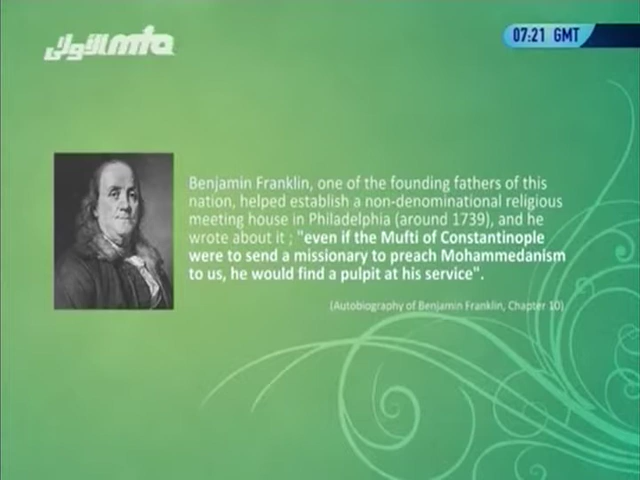 الأولى mta
07:21 GMT
Benjamin Franklin, one of the founding fathers of this
nation, helped establish a non-denominational religious
meeting house in Philadelphia (around 1739), and he
wrote about it ; "even if the Mufti of Constantinople
were to send a missionary to preach Mohammedanism
to us, he would find a pulpit at his service".
(Autobiography of Benjamin Franklin, Chapter 10)